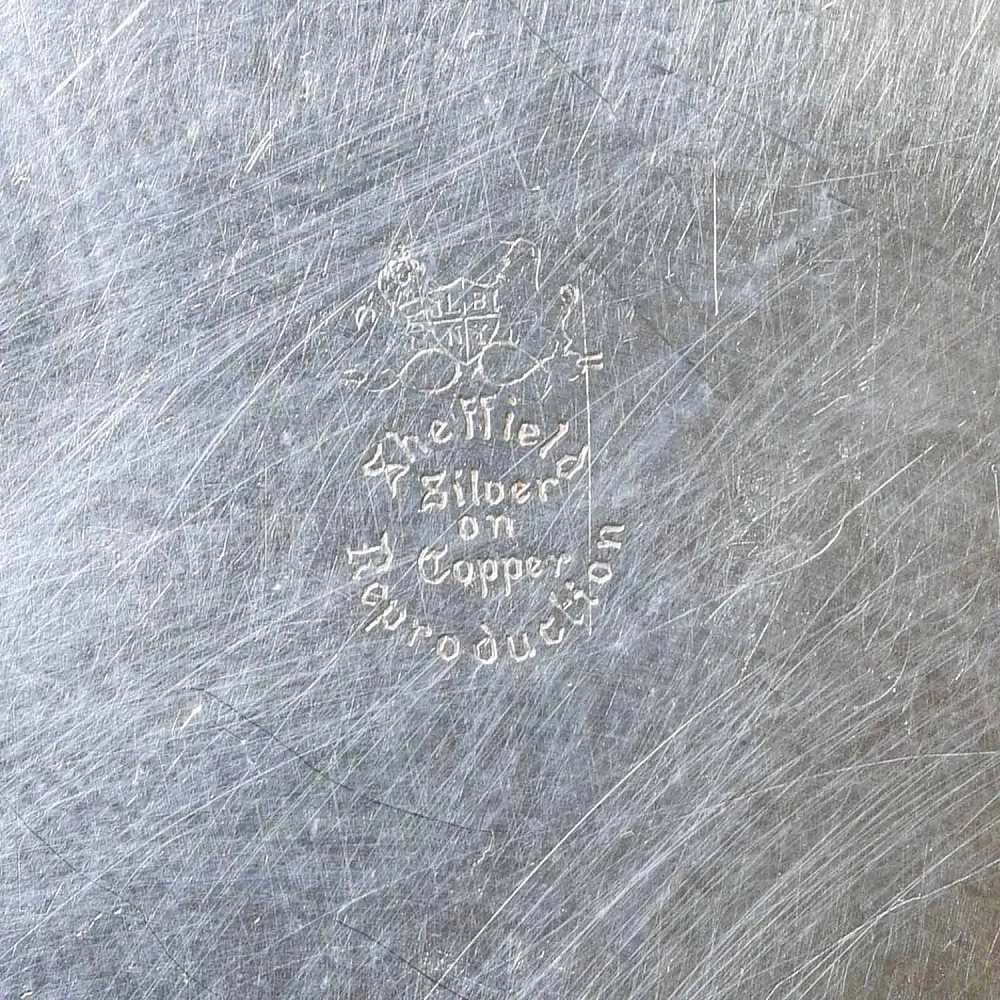 Sheffield
Silver
on
Copper
Reproduction